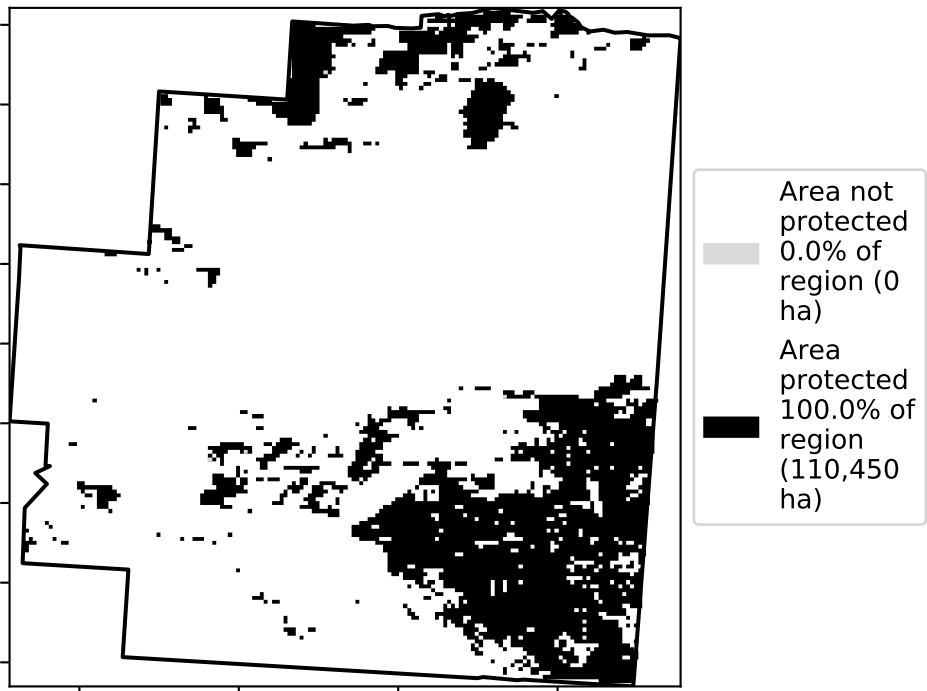 Area not
protected
0.0% of
region (0
ha)
Area
protected
100.0% of
region
(110,450
ha)